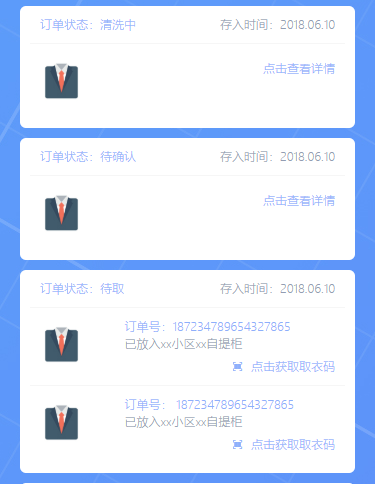 订单状态：清洗中 存入时间：2018.06.10
点击查看详情
订单状态：待确认 存入时间：2018.06.10
点击查看详情
订单状态：待取 存入时间：2018.06.10
订单号：187234789654327865
已放入xx小区xx自提柜
点击获取取衣码
订单号： 187234789654327865
已放入xx小区xx自提柜
点击获取取衣码